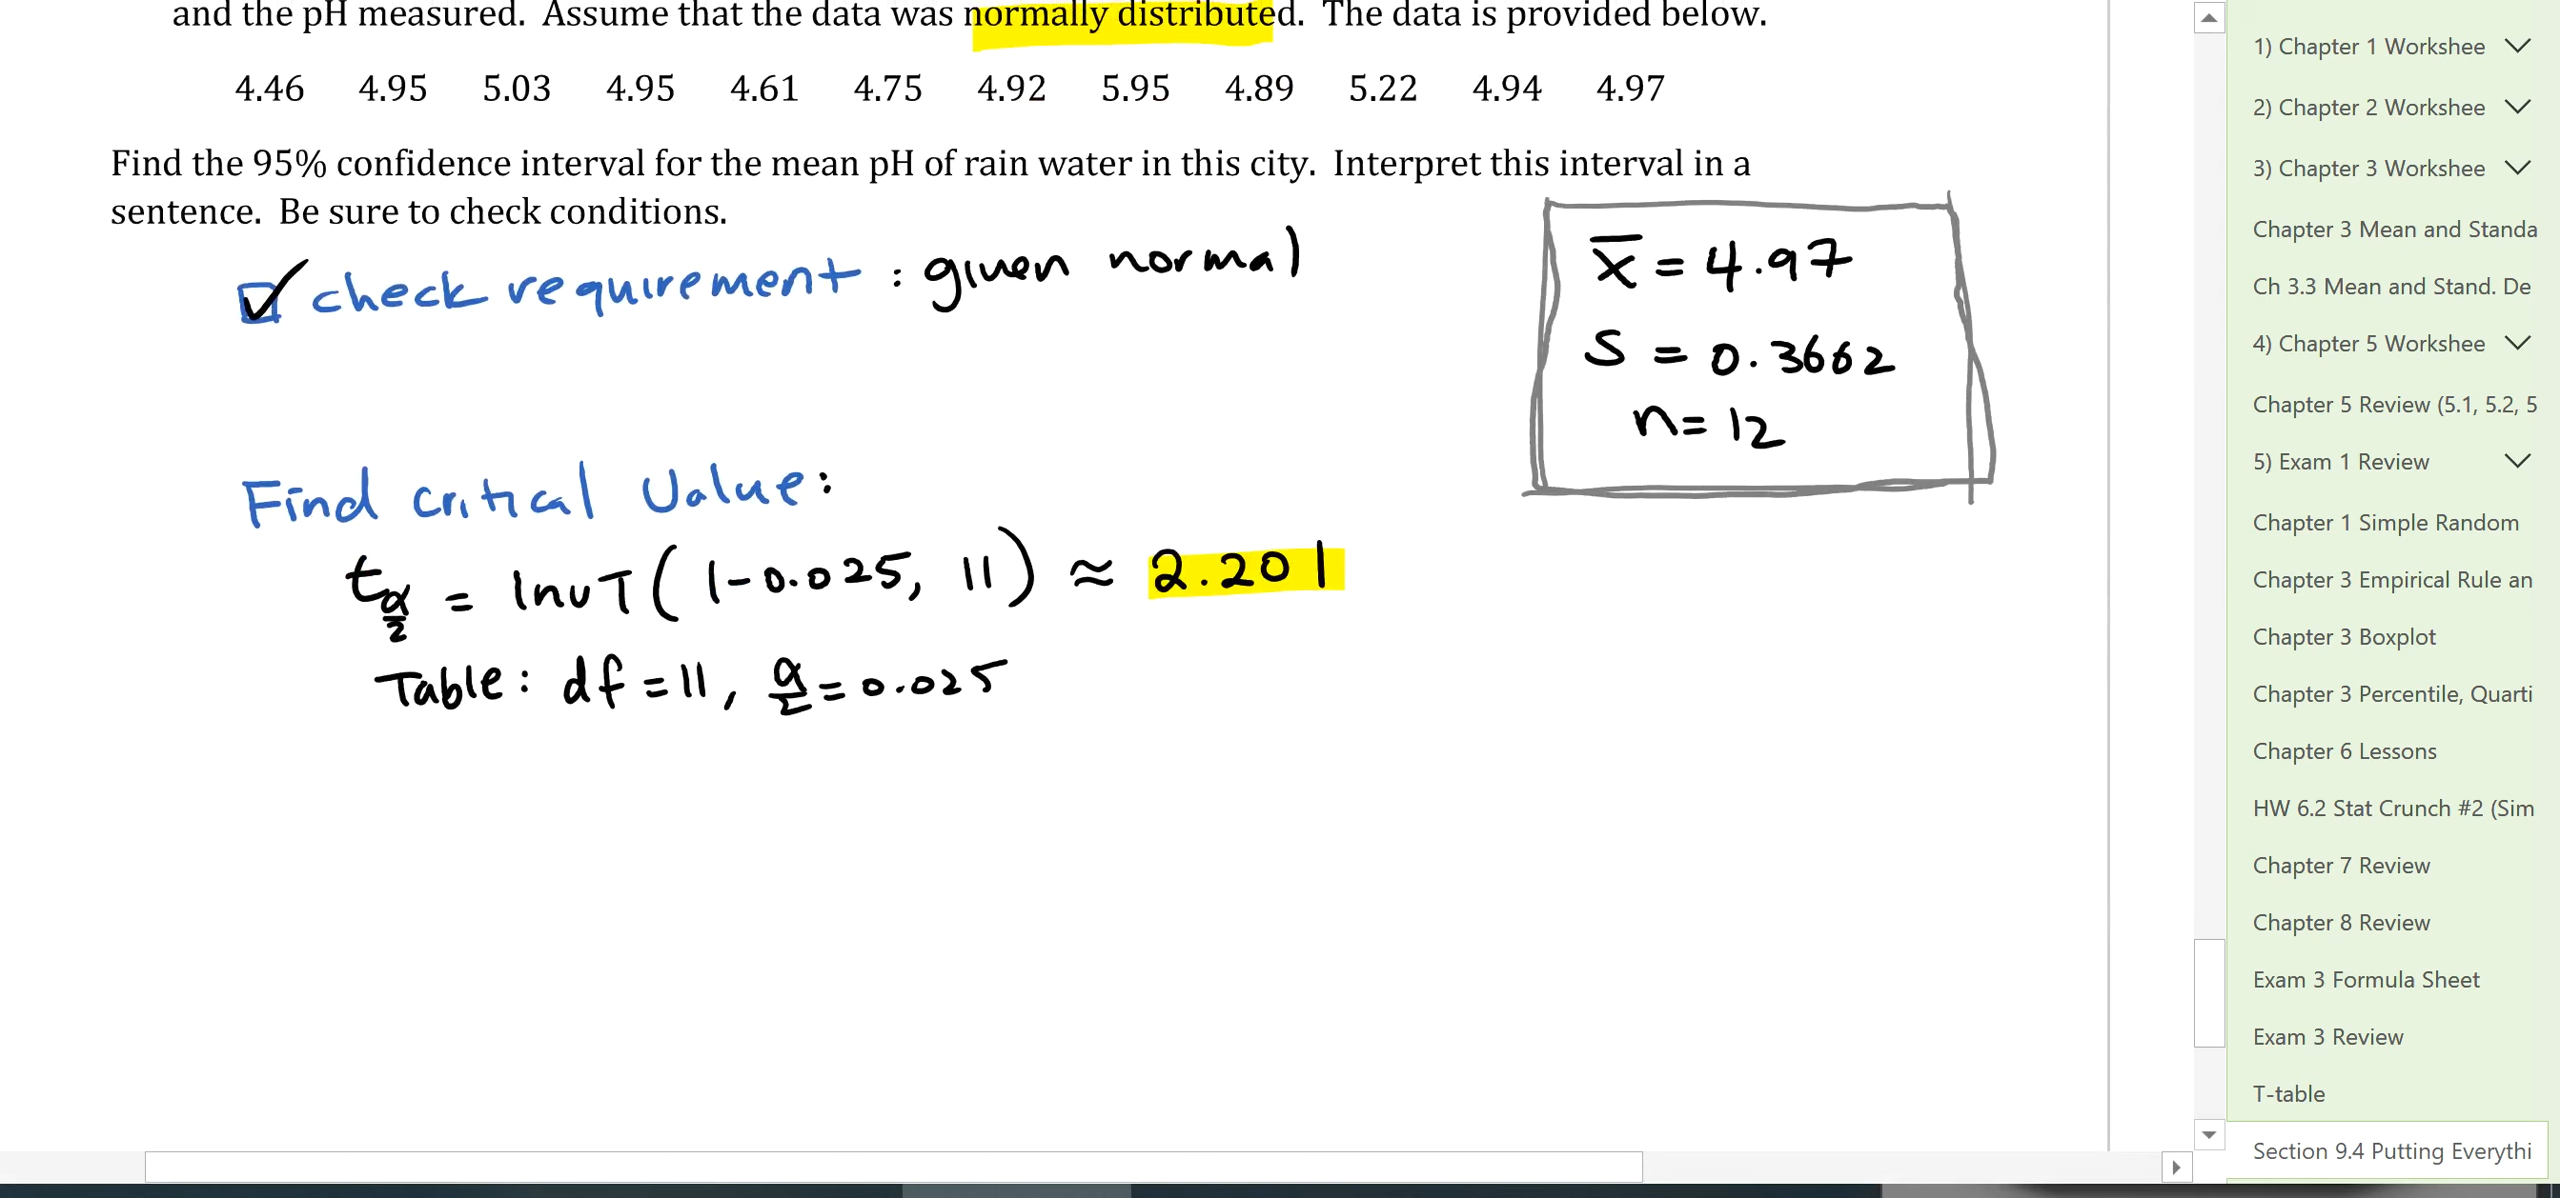 and the pH measured. Assume that the data was normally distributed. The data is provided below.
4.46 4.95 5.03 4.95 4.61 4.75 4.92 5.95 4.89 5.22 4.94 4.97
Find the 95% confidence interval for the mean pH of rain water in this city. Interpret this interval in a
sentence. Be sure to check conditions.
check requirement : given normal
x̄ = 4.97
S = 0.3662
n = 12
Find critical Value:
t α/2 = InvT ( 1-0.025, 11 ) ≈ 2.201
Table: df = 11, α/2 = 0.025
1) Chapter 1 Workshee
2) Chapter 2 Workshee
3) Chapter 3 Workshee
Chapter 3 Mean and Standa
Ch 3.3 Mean and Stand. De
4) Chapter 5 Workshee
Chapter 5 Review (5.1, 5.2, 5
5) Exam 1 Review
Chapter 1 Simple Random
Chapter 3 Empirical Rule an
Chapter 3 Boxplot
Chapter 3 Percentile, Quarti
Chapter 6 Lessons
HW 6.2 Stat Crunch #2 (Sim
Chapter 7 Review
Chapter 8 Review
Exam 3 Formula Sheet
Exam 3 Review
T-table
Section 9.4 Putting Everythi